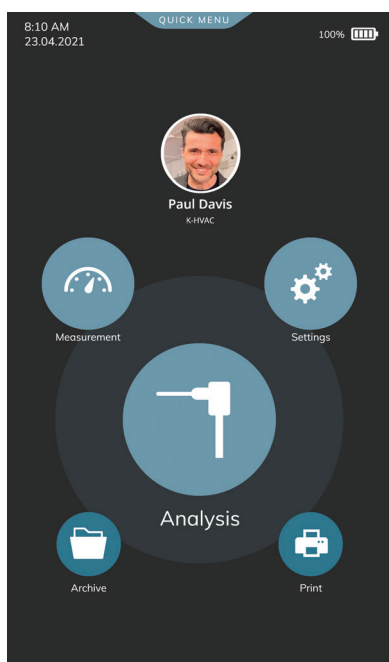 QUICK MENU
8:10 AM
23.04.2021
100%
Paul Davis
K-HVAC
Measurement
Settings
Analysis
Archive
Print